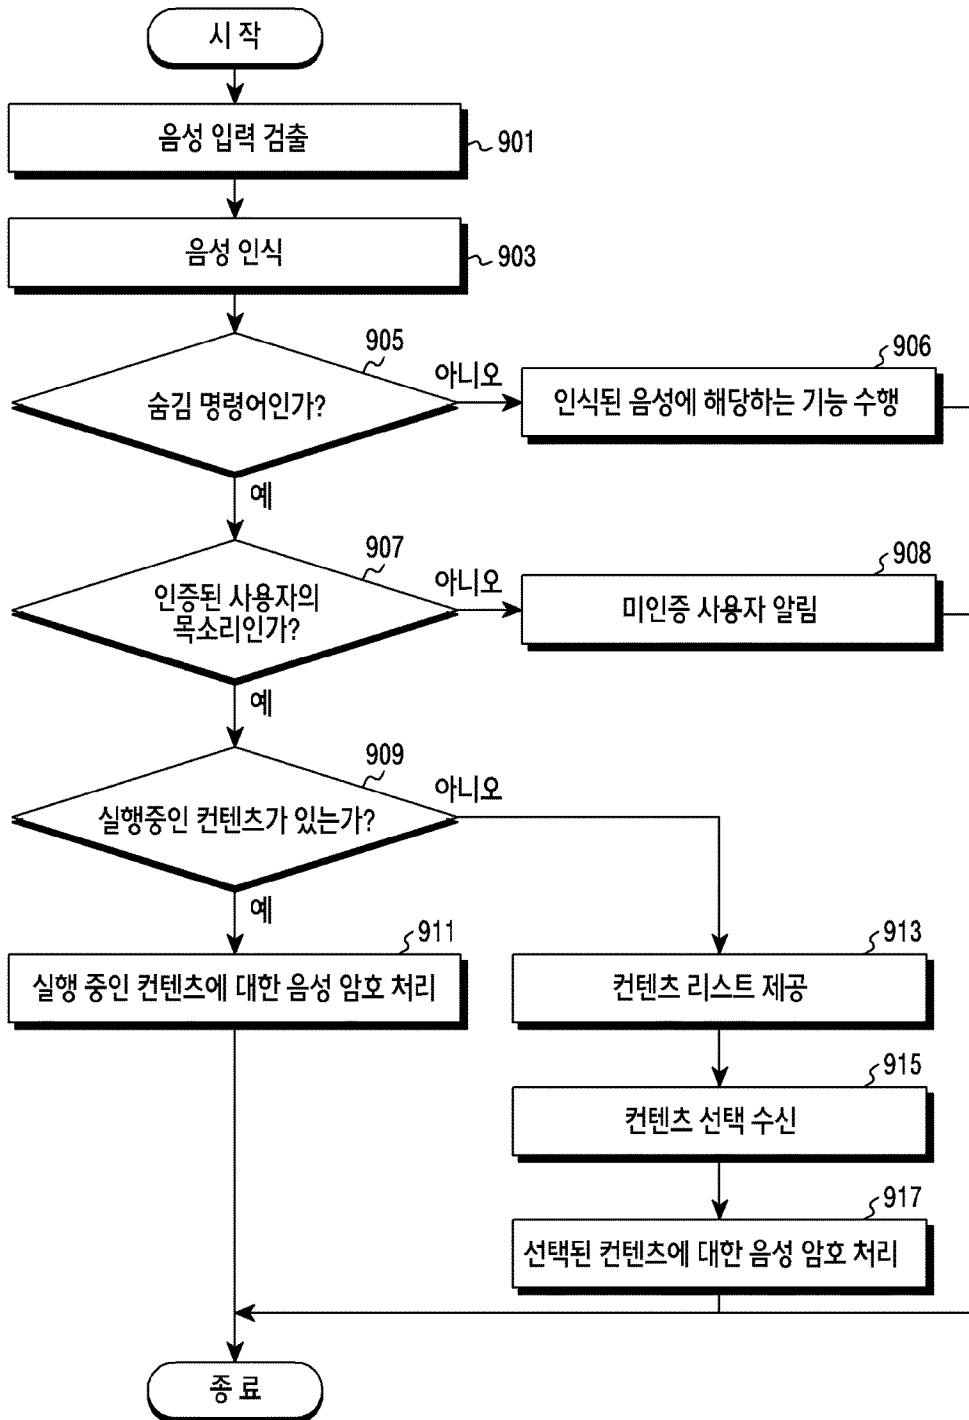 시작
음성 입력 검출
901
음성 인식
903
905
숨김 명령어인가?
아니오
906
인식된 음성에 해당하는 기능 수행
예
907
인증된 사용자의
목소리인가?
아니오
908
미인증 사용자 알림
예
909
실행중인 컨텐츠가 있는가?
아니오
예
911
실행 중인 컨텐츠에 대한 음성 암호 처리
913
컨텐츠 리스트 제공
915
컨텐츠 선택 수신
917
선택된 컨텐츠에 대한 음성 암호 처리
종료